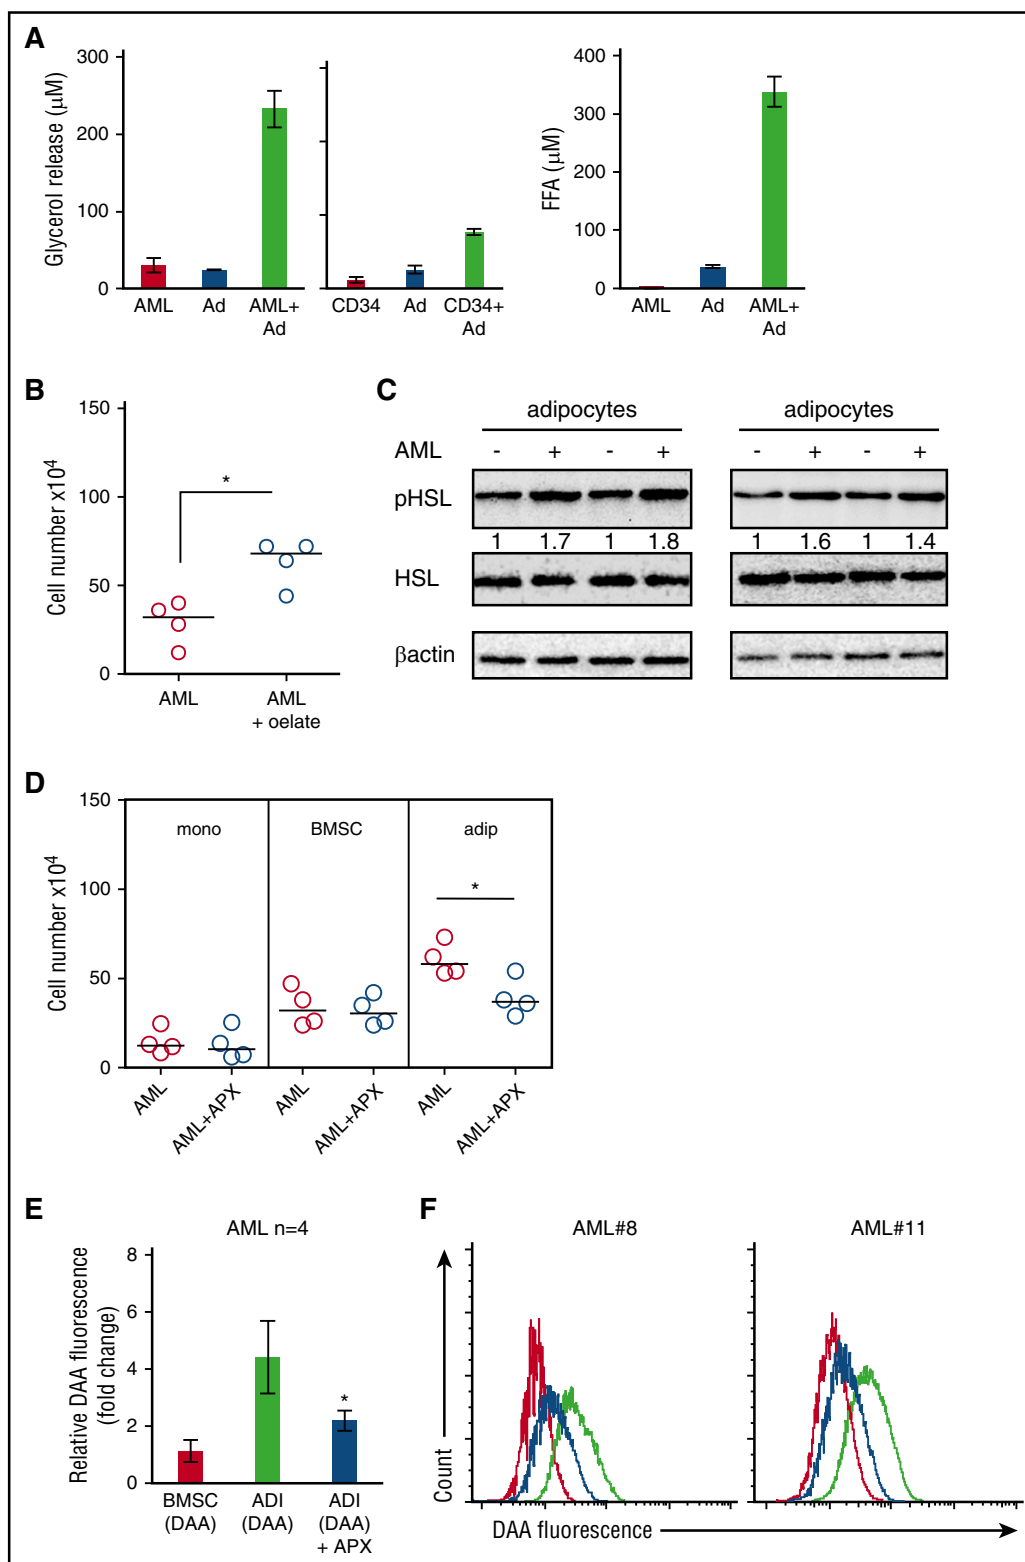 A
Glycerol release (μM)
300
200
100
0
AML Ad AML+
Ad
CD34 Ad CD34+
Ad
FFA (μM)
400
300
200
100
0
AML Ad AML+
Ad
B
Cell number x10⁴
150
100
50
0
*
AML AML
+ oelate
C
adipocytes adipocytes
AML - + - + - + - +
pHSL
1 1.7 1 1.8 1 1.6 1 1.4
HSL
βactin
D
Cell number x10⁴
150
100
50
0
mono BMSC adip
*
AML AML+APX AML AML+APX AML AML+APX
E
AML n=4
Relative DAA fluorescence
(fold change)
8
6
4
2
0
*
BMSC ADI ADI
(DAA) (DAA) (DAA)
+ APX
F
AML#8 AML#11
Count
DAA fluorescence